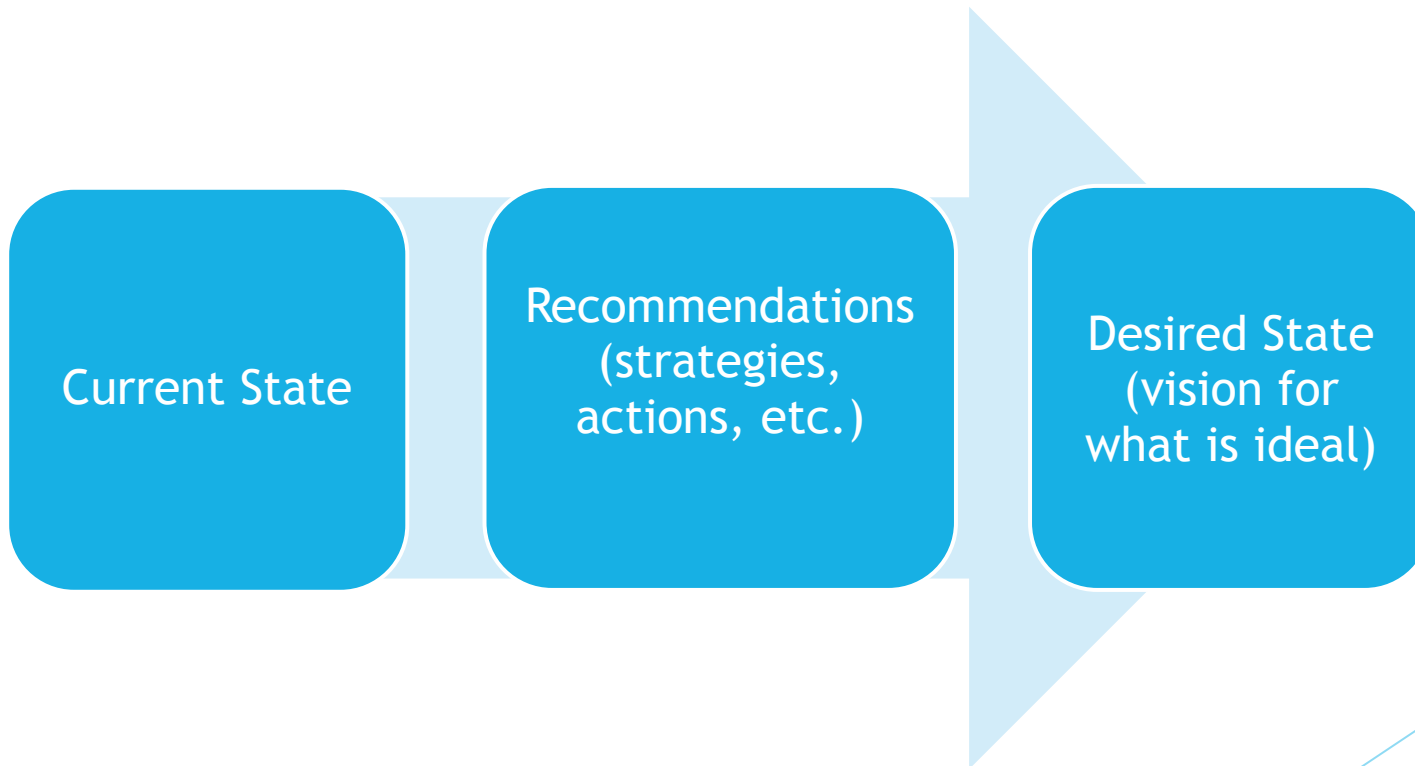 Current State
Recommendations
(strategies,
actions, etc.)
Desired State
(vision for
what is ideal)